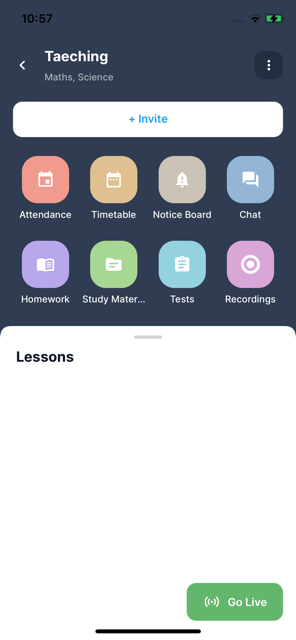 10:57
Taeching
Maths, Science
+ Invite
Attendance
Timetable
Notice Board
Chat
Homework
Study Mater...
Tests
Recordings
Lessons
Go Live